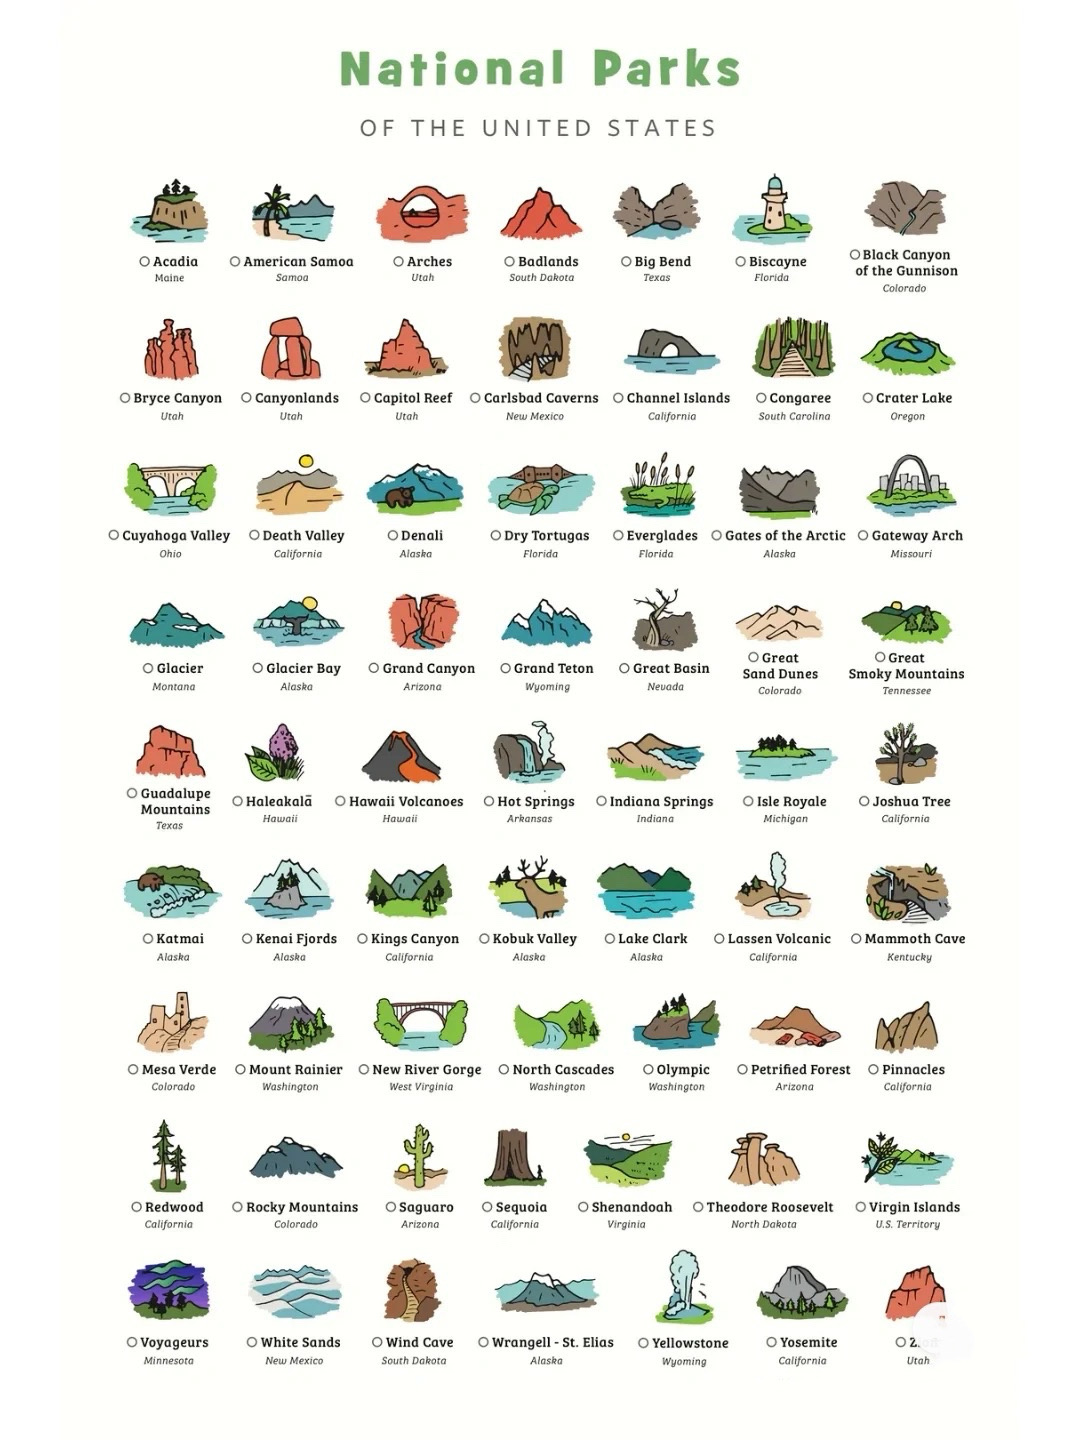 National Parks
OF THE UNITED STATES
Acadia
Maine
American Samoa
Samoa
Arches
Utah
Badlands
South Dakota
Big Bend
Texas
Biscayne
Florida
Black Canyon
of the Gunnison
Colorado
Bryce Canyon
Utah
Canyonlands
Utah
Capitol Reef
Utah
Carlsbad Caverns
New Mexico
Channel Islands
California
Congaree
South Carolina
Crater Lake
Oregon
Cuyahoga Valley
Ohio
Death Valley
California
Denali
Alaska
Dry Tortugas
Florida
Everglades
Florida
Gates of the Arctic
Alaska
Gateway Arch
Missouri
Glacier
Montana
Glacier Bay
Alaska
Grand Canyon
Arizona
Grand Teton
Wyoming
Great Basin
Nevada
Great
Sand Dunes
Colorado
Great
Smoky Mountains
Tennessee
Guadalupe
Mountains
Texas
Haleakalā
Hawaii
Hawaii Volcanoes
Hawaii
Hot Springs
Arkansas
Indiana Springs
Indiana
Isle Royale
Michigan
Joshua Tree
California
Katmai
Alaska
Kenai Fjords
Alaska
Kings Canyon
California
Kobuk Valley
Alaska
Lake Clark
Alaska
Lassen Volcanic
California
Mammoth Cave
Kentucky
Mesa Verde
Colorado
Mount Rainier
Washington
New River Gorge
West Virginia
North Cascades
Washington
Olympic
Washington
Petrified Forest
Arizona
Pinnacles
California
Redwood
California
Rocky Mountains
Colorado
Saguaro
Arizona
Sequoia
California
Shenandoah
Virginia
Theodore Roosevelt
North Dakota
Virgin Islands
U.S. Territory
Voyageurs
Minnesota
White Sands
New Mexico
Wind Cave
South Dakota
Wrangell - St. Elias
Alaska
Yellowstone
Wyoming
Yosemite
California
Utah